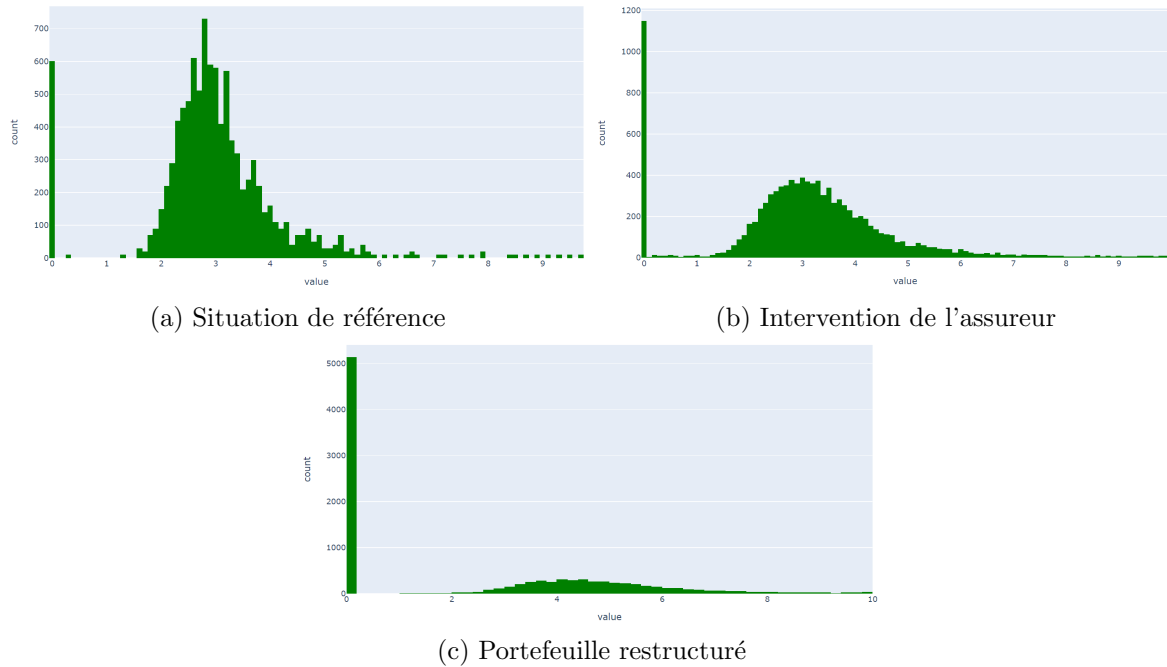 700
600
500
400
300
200
100
0
count
0 1 2 3 4 5 6 7 8 9
value
(a) Situation de référence
1200
1000
800
600
400
200
0
count
0 1 2 3 4 5 6 7 8 9
value
(b) Intervention de l'assureur
5000
4000
3000
2000
1000
0
count
0 2 4 6 8 10
value
(c) Portefeuille restructuré